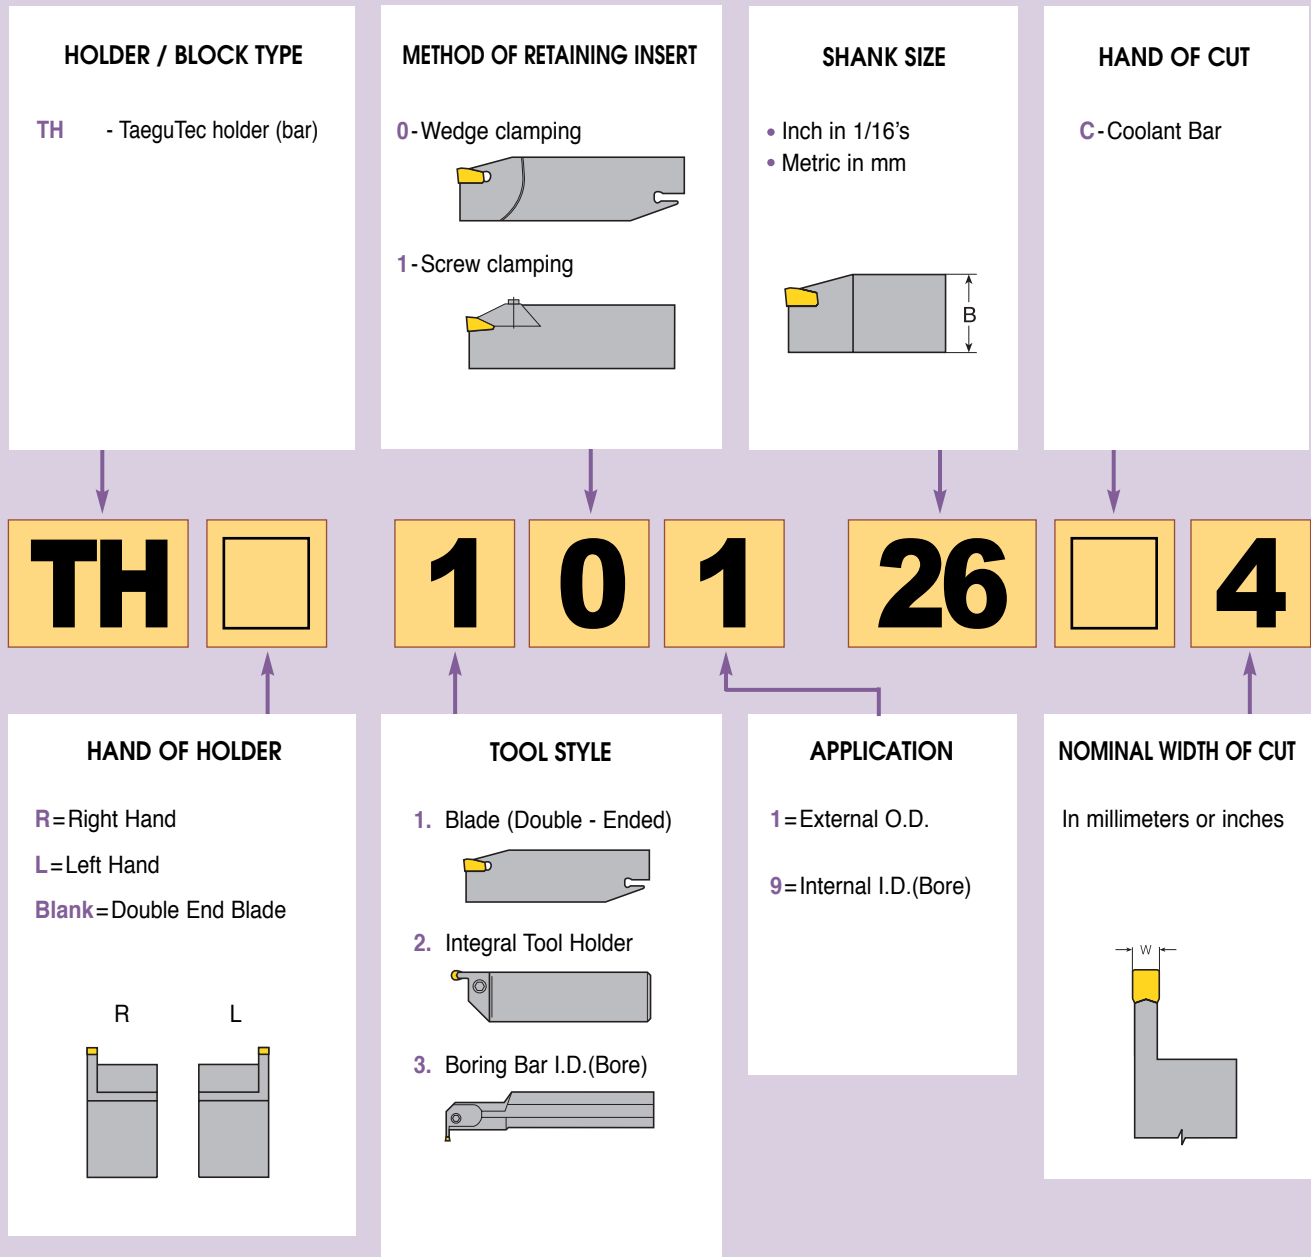 HOLDER / BLOCK TYPE
TH - TaeguTec holder (bar)
METHOD OF RETAINING INSERT
0-Wedge clamping
1-Screw clamping
SHANK SIZE
• Inch in 1/16’s
• Metric in mm
B
HAND OF CUT
C-Coolant Bar
TH 1 0 1 26 4
HAND OF HOLDER
R=Right Hand
L=Left Hand
Blank=Double End Blade
R L
TOOL STYLE
1. Blade (Double - Ended)
2. Integral Tool Holder
3. Boring Bar I.D.(Bore)
APPLICATION
1=External O.D.
9=Internal I.D.(Bore)
NOMINAL WIDTH OF CUT
In millimeters or inches
W